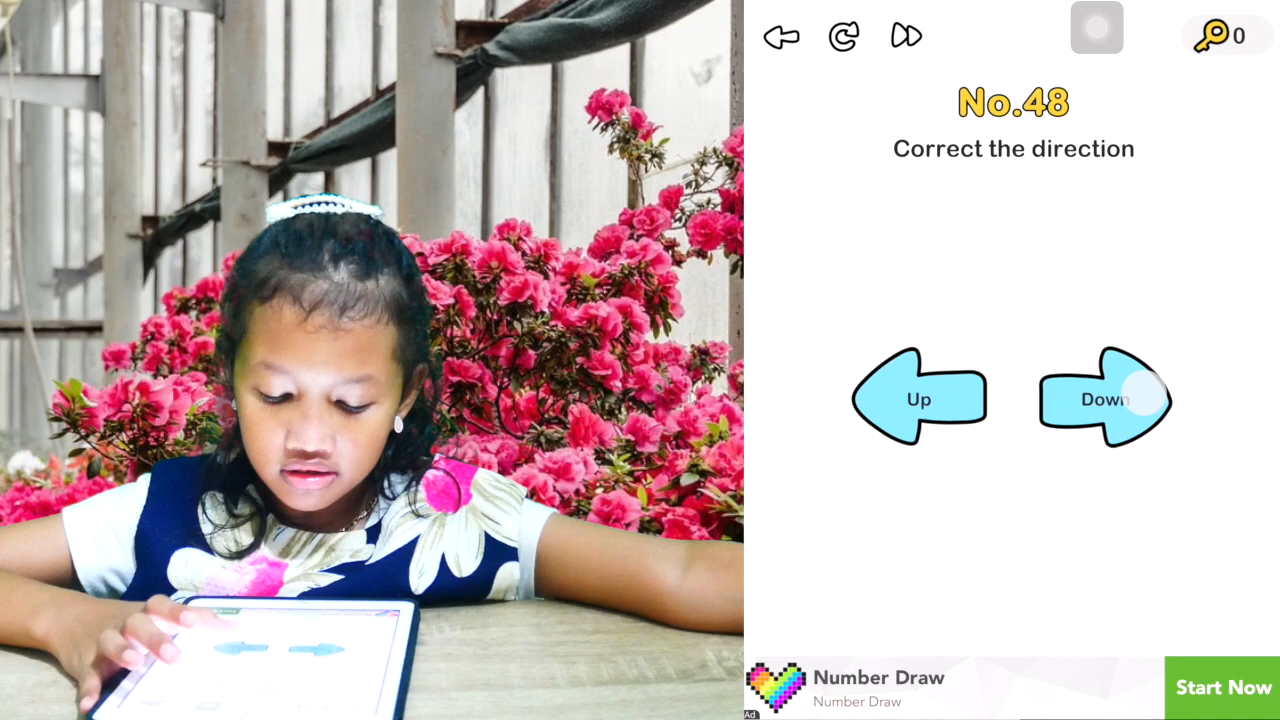 0
No.48
Correct the direction
Up
Down
Number Draw
Number Draw
Ad
Start Now